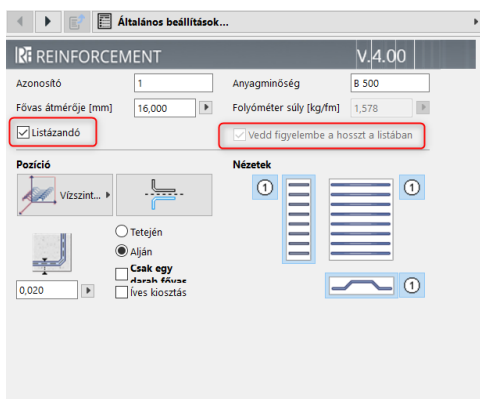 Általános beállítások...
REINFORCEMENT V.4.00
Azonosító 1 Anyagminőség B 500
Fővas átmérője [mm] 16,000 Folyóméter súly [kg/fm] 1,578
Listázandó Vedd figyelembe a hosszt a listában
Pozíció Nézetek
Vízszint... 1 1
Tetején
Alján
Csak egy
darab fővas
0,020 Íves kiosztás 1